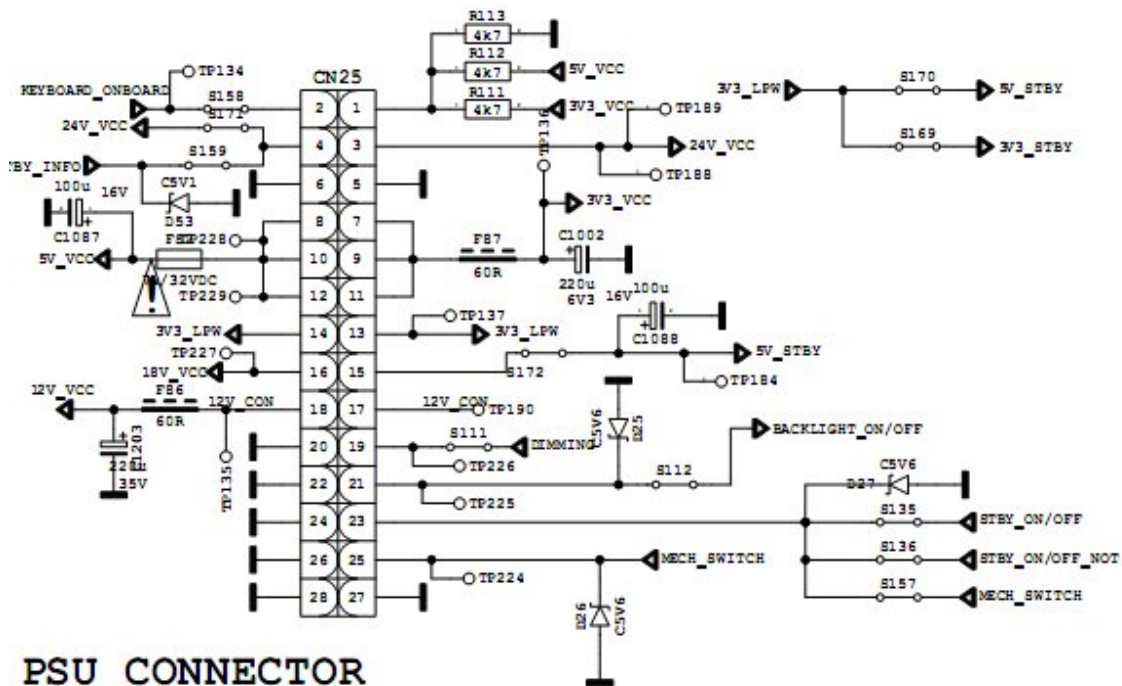 R113
4k7
R112
4k7
5V_VCC
R111
4k7
3V3_VCC
TP134
CN25
KEYBOARD_ONBOARD
S158
2 1
24V_VCC
S171
4 3
TP189
TP136
24V_VCC
TP188
3V3_LPW
S170
5V_STBY
S169
3V3_STBY
BY_INFO
S159
6 5
100u
16V
C5V1
D53
C1087
3V3_VCC
8 7
TP228
5V_VCC
10 9
F87
60R
C1002
220u
6V3
/32VDC
TP229
12 11
16V
100u
C1088
TP137
3V3_LPW
14 13
3V3_LPW
TP227
18V_VCC
16 15
S172
5V_STBY
TP184
12V_VCC
F86
60R
12V_CON
18 17
12V_CON
TP190
C5V6
D25
BACKLIGHT_ON/OFF
1203
220u
35V
TP135
20 19
S111
DIMMING
TP226
22 21
S112
TP225
C5V6
D27
24 23
S135
STBY_ON/OFF
26 25
MECH_SWITCH
S136
STBY_ON/OFF_NOT
TP224
28 27
S157
MECH_SWITCH
D26
C5V6
PSU CONNECTOR